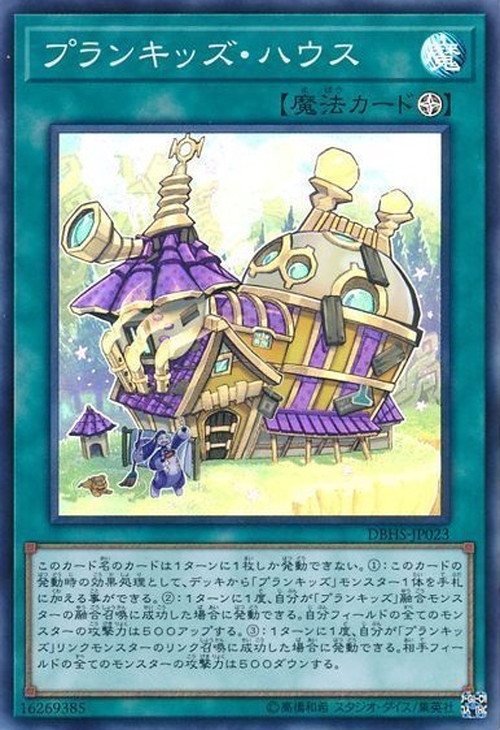 プランキッズ・ハウス
魔
【魔法カード】
DBHS-JP023
このカード名のカードは1ターンに1枚しか発動できない。①:このカードの
発動時の効果処理として、デッキから「プランキッズ」モンスター1体を手札
に加える事ができる。②:1ターンに1度、自分が「プランキッズ」融合モンス
ターの融合召喚に成功した場合に発動できる。自分フィールドの全てのモン
スターの攻撃力は500アップする。③:1ターンに1度、自分が「プランキッ
ズ」リンクモンスターのリンク召喚に成功した場合に発動できる。相手フィー
ルドの全てのモンスターの攻撃力は500ダウンする。
16269385
©高橋和希 スタジオ・ダイス/集英社